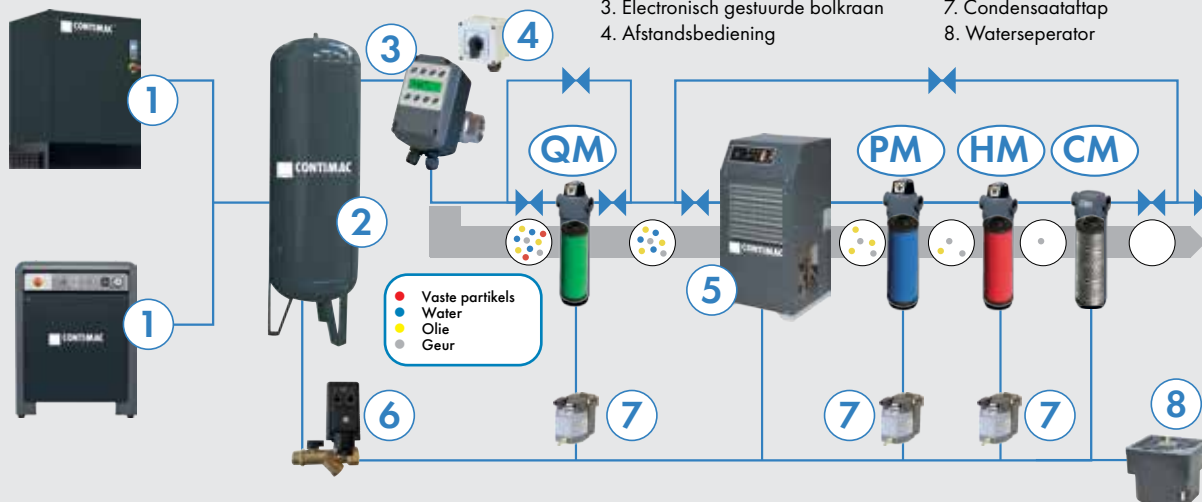 3. Electronisch gestuurde bolkraan
4. Afstandsbediening
7. Condensaataftap
8. Waterseperator
CONTIMAC
1
2
3
4
CONTIMAC
QM
PM
HM
CM
5
CONTIMAC
Vaste partikels
Water
Olie
Geur
1
CONTIMAC
6
7
7
7
8